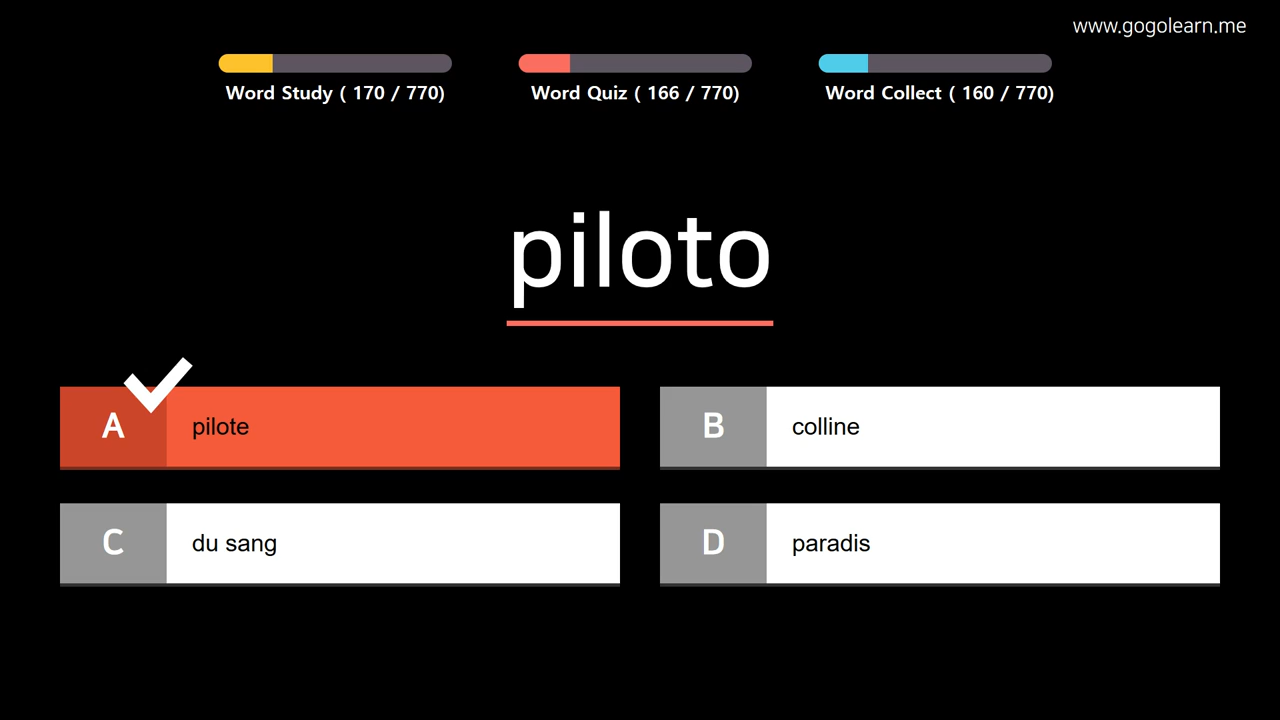 www.gogolearn.me
Word Study ( 170 / 770)
Word Quiz ( 166 / 770)
Word Collect ( 160 / 770)
piloto
A pilote
B colline
C du sang
D paradis